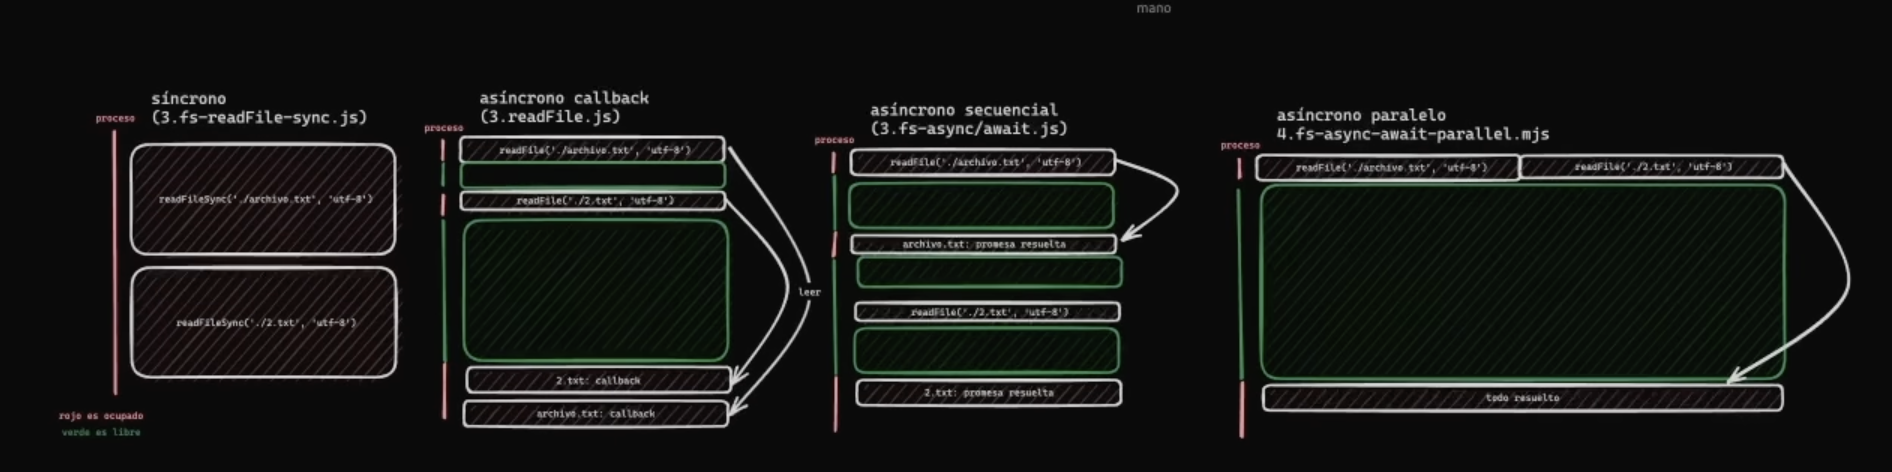 mano
síncrono
(3.fs-readFile-sync.js)
proceso
readFileSync('./archivo.txt', 'utf-8')
readFileSync('./2.txt', 'utf-8')
rojo es ocupado
verde es libre
asíncrono callback
(3.readFile.js)
proceso
readFile('./archivo.txt', 'utf-8')
readFile('./2.txt', 'utf-8')
leer
2.txt: callback
archivo.txt: callback
asíncrono secuencial
(3.fs-async/await.js)
proceso
readFile('./archivo.txt', 'utf-8')
archivo.txt: promesa resuelta
readFile('./2.txt', 'utf-8')
2.txt: promesa resuelta
asíncrono paralelo
4.fs-async-await-parallel.mjs
proceso
readFile('./archivo.txt', 'utf-8')
readFile('./2.txt', 'utf-8')
todo resuelto